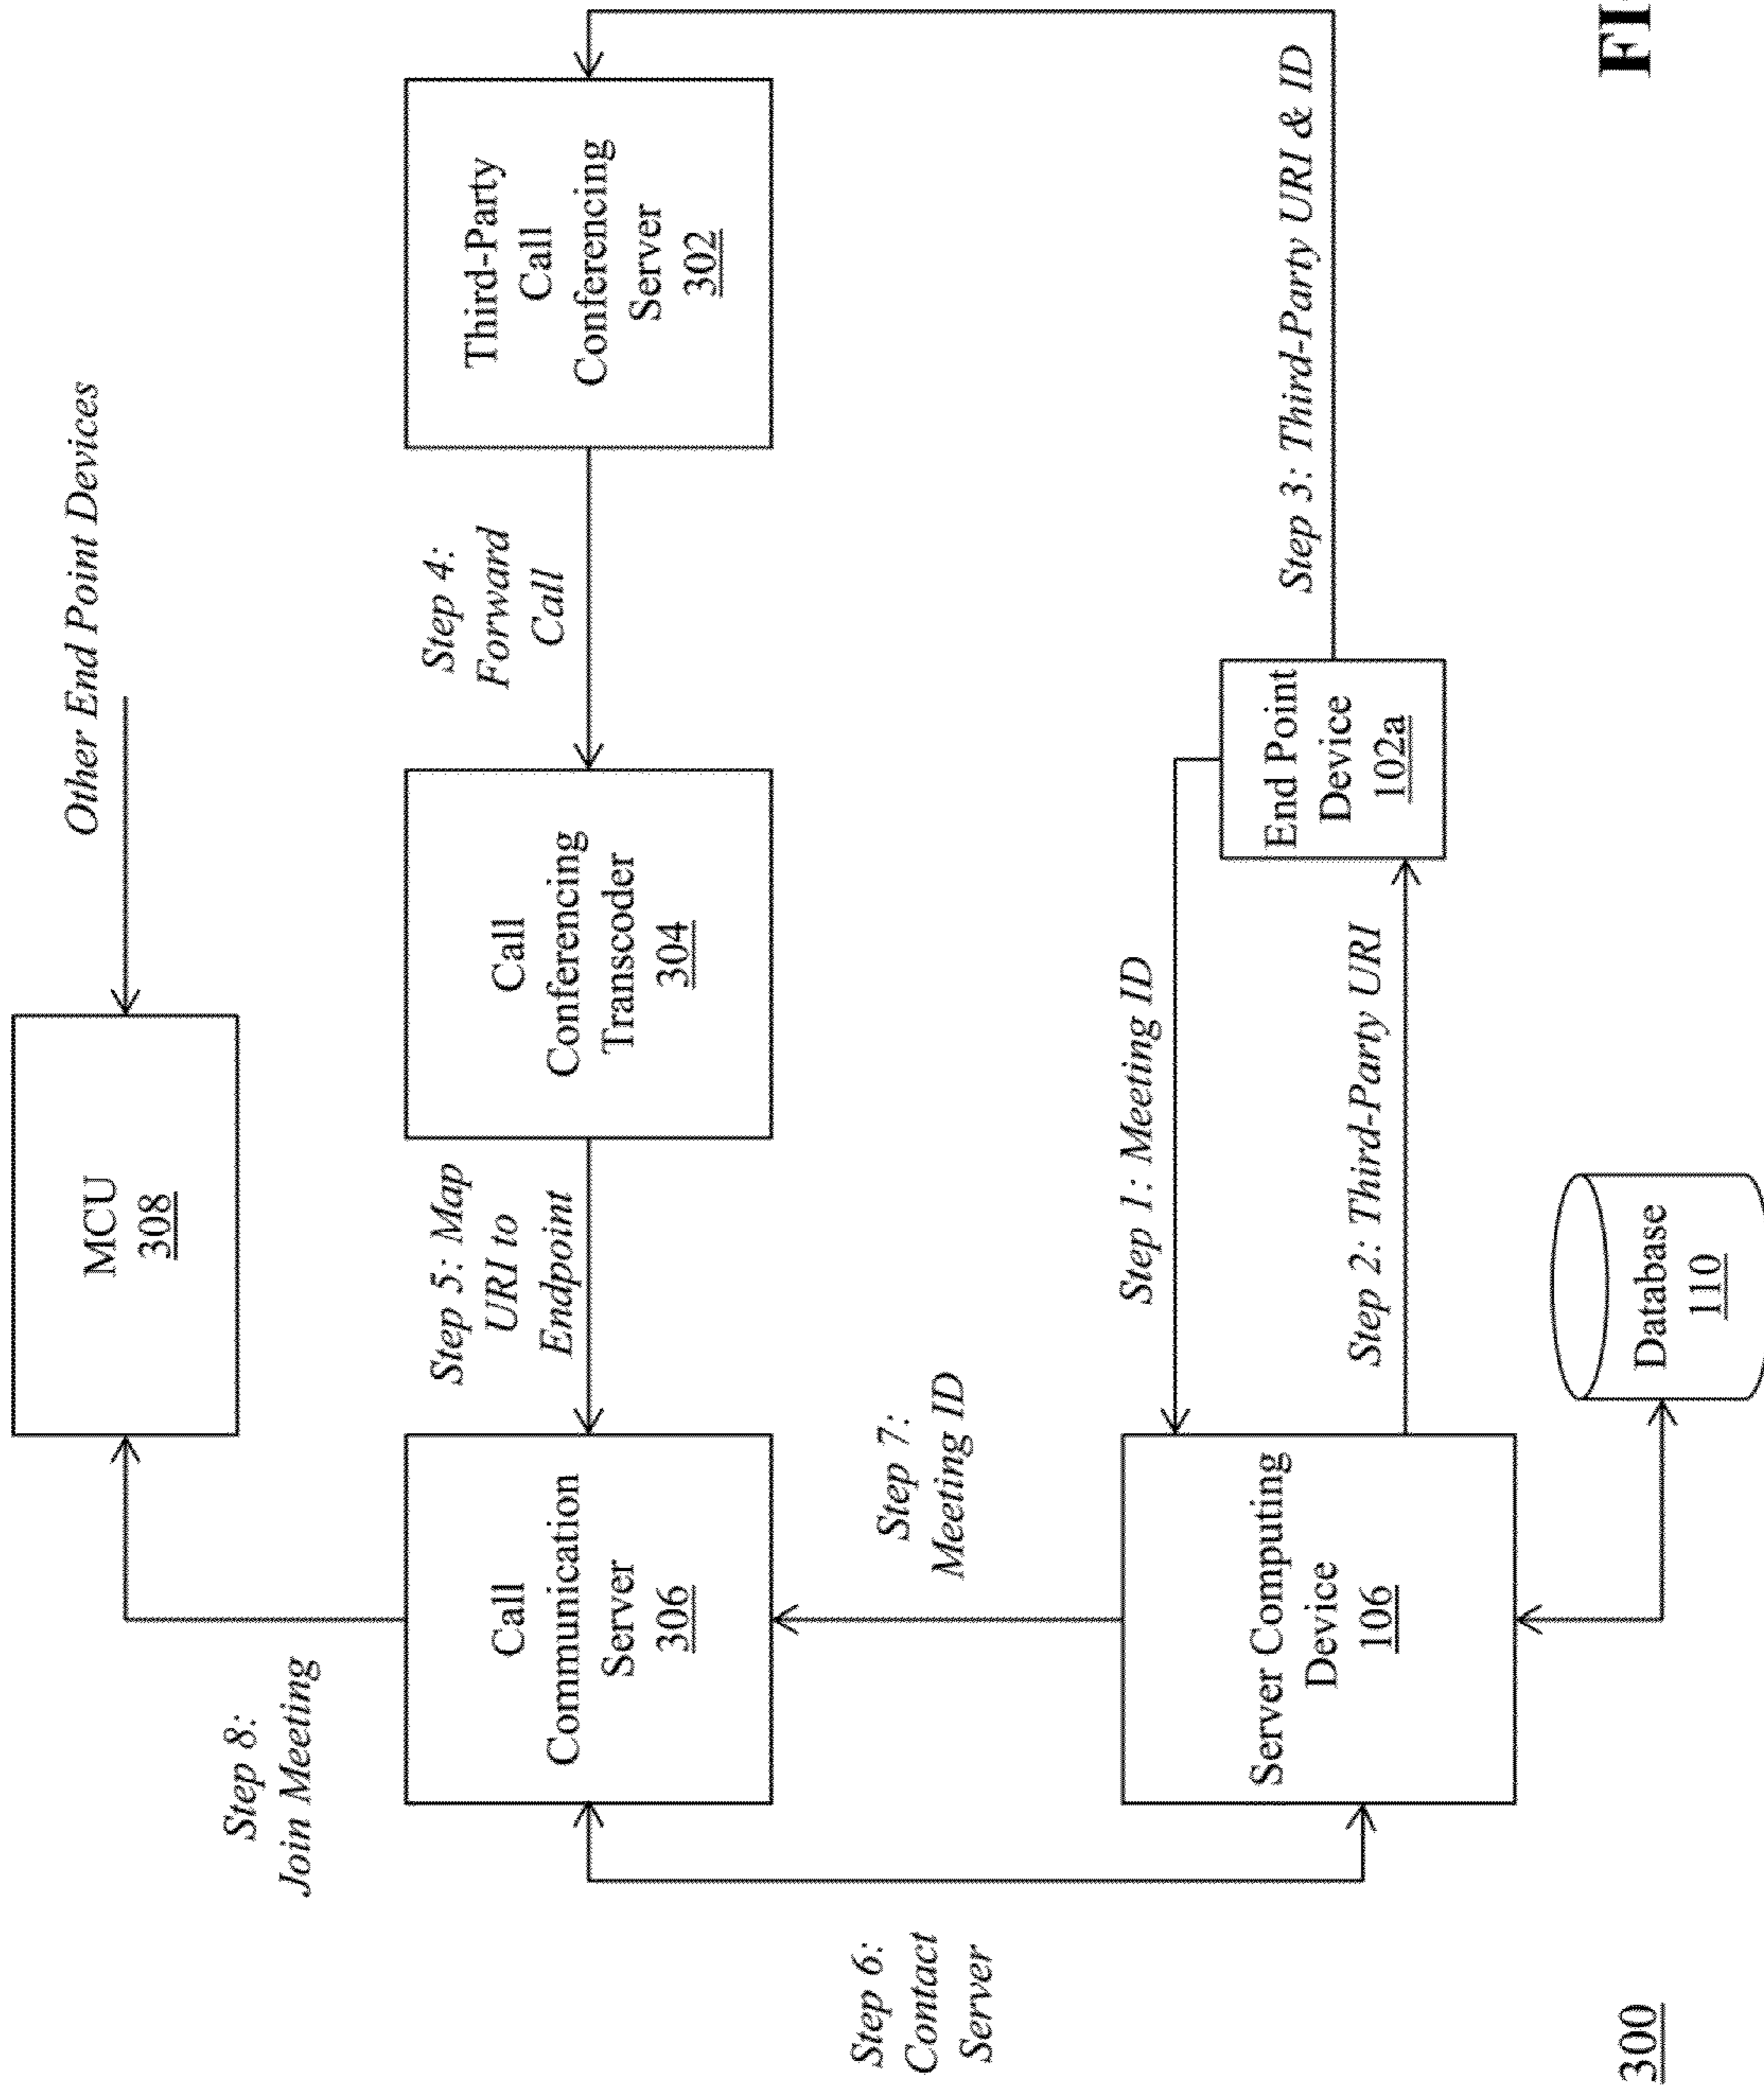 Other End Point Devices
MCU
308
Step 8:
Join Meeting
Call
Communication
Server
306
Step 5: Map
URI to
Endpoint
Call
Conferencing
Transcoder
304
Step 4:
Forward
Call
Third-Party
Call
Conferencing
Server
302
Step 6:
Contact
Server
Step 7:
Meeting ID
Step 1: Meeting ID
Server Computing
Device
106
Step 2: Third-Party URI
End Point
Device
102a
Step 3: Third-Party URI & ID
Database
110
300
FI